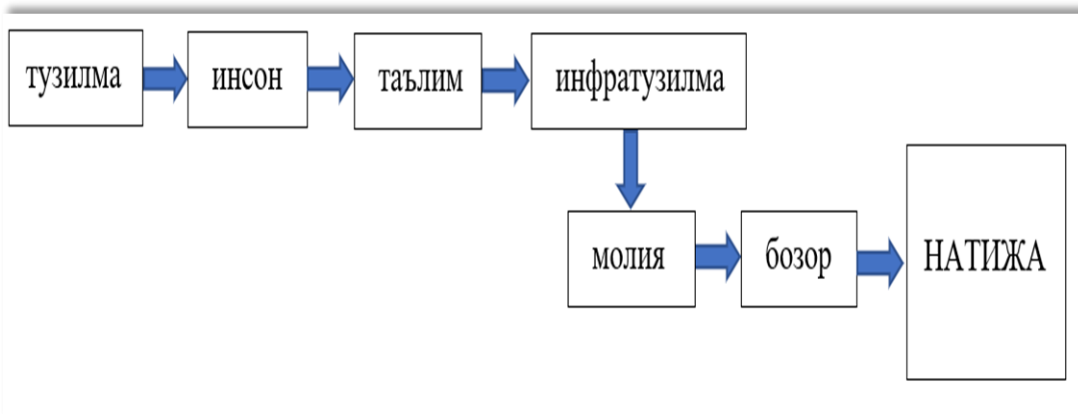 тузилма
инсон
таълим
инфратузилма
молия
бозор
НАТИЖА